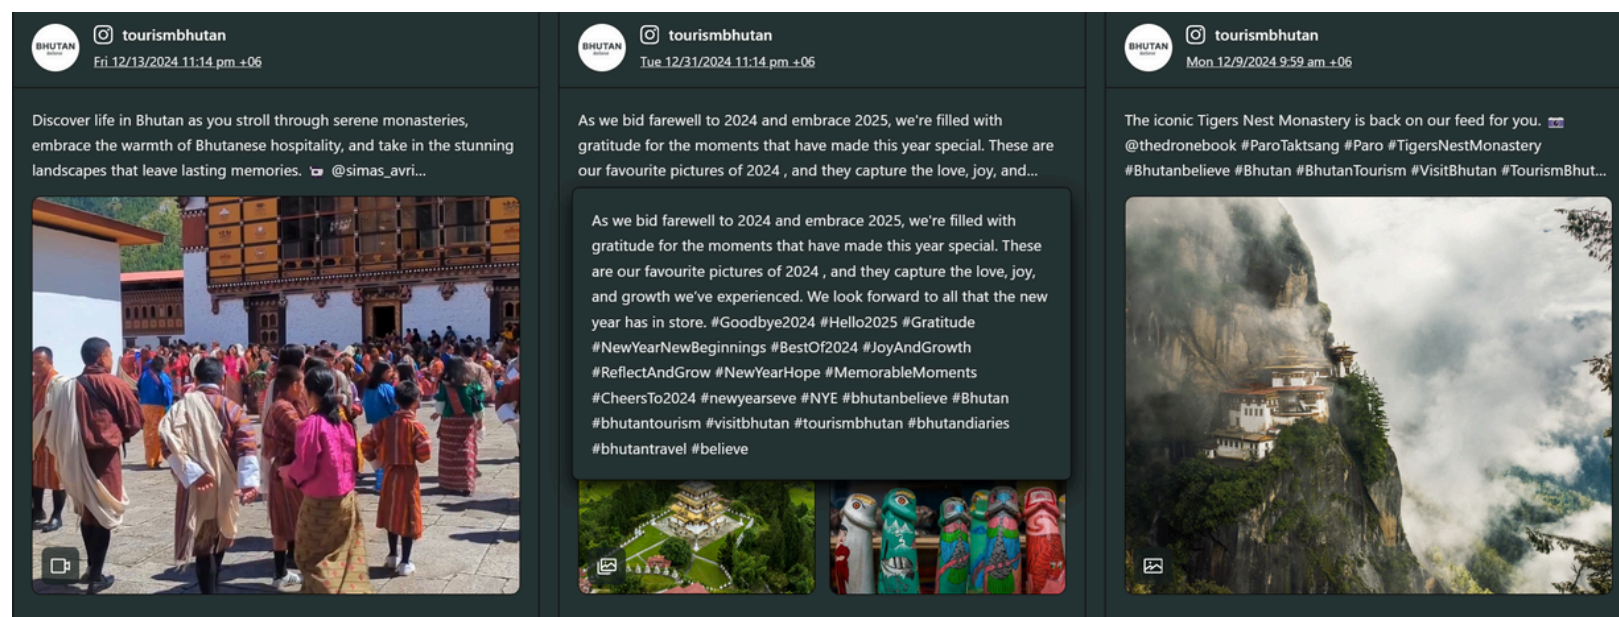 BHUTAN
Believe
tourismbhutan
Fri 12/13/2024 11:14 pm +06
Discover life in Bhutan as you stroll through serene monasteries,
embrace the warmth of Bhutanese hospitality, and take in the stunning
landscapes that leave lasting memories. 📹 @simas_avri...
BHUTAN
Believe
tourismbhutan
Tue 12/31/2024 11:14 pm +06
As we bid farewell to 2024 and embrace 2025, we're filled with
gratitude for the moments that have made this year special. These are
our favourite pictures of 2024 , and they capture the love, joy, and...
As we bid farewell to 2024 and embrace 2025, we're filled with
gratitude for the moments that have made this year special. These
are our favourite pictures of 2024 , and they capture the love, joy,
and growth we've experienced. We look forward to all that the new
year has in store. #Goodbye2024 #Hello2025 #Gratitude
#NewYearNewBeginnings #BestOf2024 #JoyAndGrowth
#ReflectAndGrow #NewYearHope #MemorableMoments
#CheersTo2024 #newyearseve #NYE #bhutanbelieve #Bhutan
#bhutantourism #visitbhutan #tourismbhutan #bhutandiaries
#bhutantravel #believe
BHUTAN
Believe
tourismbhutan
Mon 12/9/2024 9:59 am +06
The iconic Tigers Nest Monastery is back on our feed for you. 📷
@thedronebook #ParoTaktsang #Paro #TigersNestMonastery
#Bhutanbelieve #Bhutan #BhutanTourism #VisitBhutan #TourismBhut...